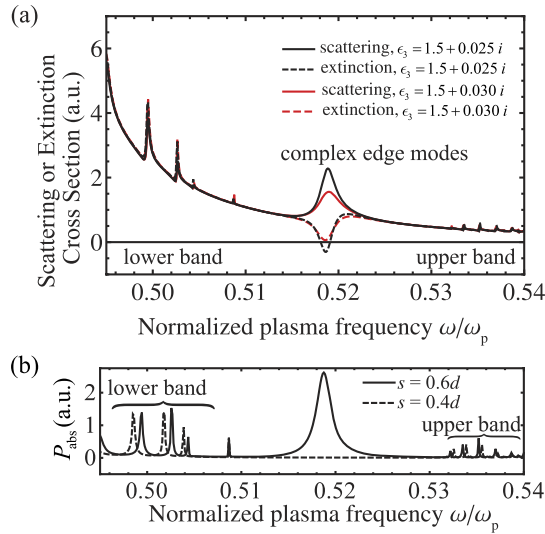 (a)
Scattering or Extinction
Cross Section (a.u.)
6
4
2
0
scattering, ϵ₃ = 1.5 + 0.025 i
extinction, ϵ₃ = 1.5 + 0.025 i
scattering, ϵ₃ = 1.5 + 0.030 i
extinction, ϵ₃ = 1.5 + 0.030 i
complex edge modes
lower band
upper band
0.50 0.51 0.52 0.53 0.54
Normalized plasma frequency ω/ωp
(b)
P_abs (a.u.)
2
1
0
lower band
s = 0.6d
s = 0.4d
upper band
0.50 0.51 0.52 0.53 0.54
Normalized plasma frequency ω/ωp